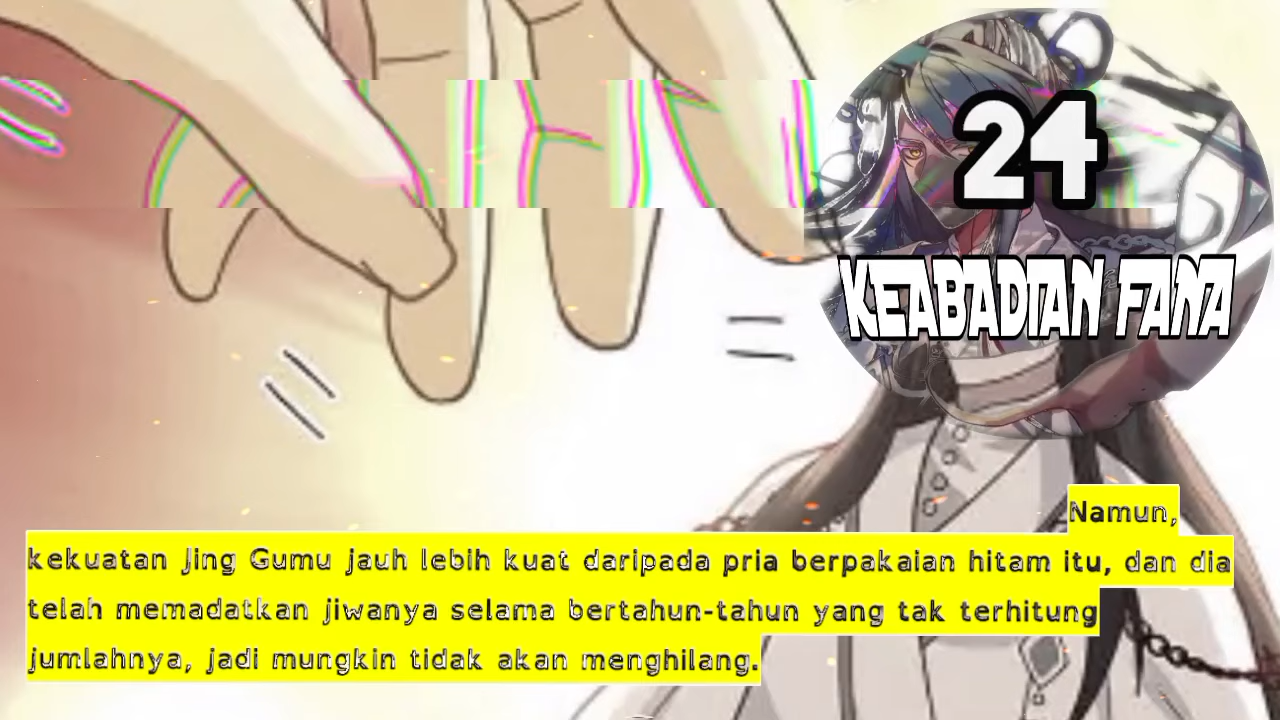 24
KEABADIAN FANA
Namun,
kekuatan Jing Gumu jauh lebih kuat daripada pria berpakaian hitam itu, dan dia
telah memadatkan jiwanya selama bertahun-tahun yang tak terhitung
jumlahnya, jadi mungkin tidak akan menghilang.